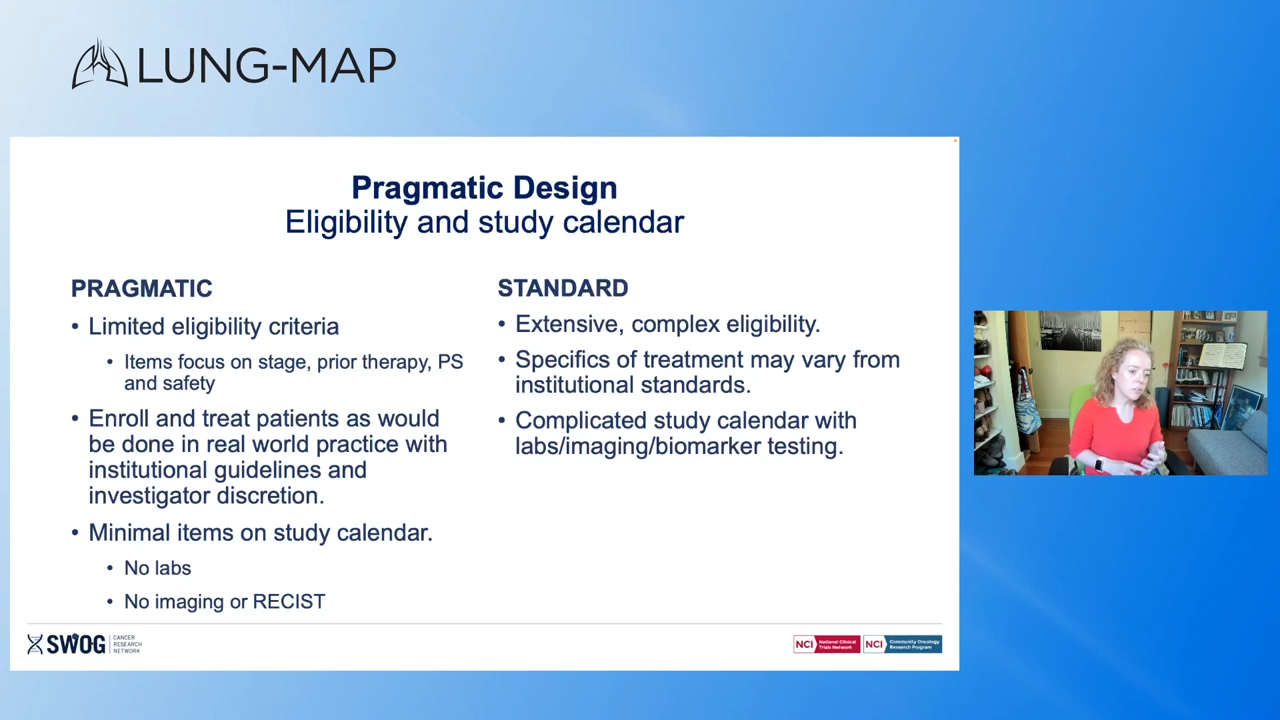 LUNG-MAP
Pragmatic Design
Eligibility and study calendar
PRAGMATIC
• Limited eligibility criteria
• Items focus on stage, prior therapy, PS
and safety
• Enroll and treat patients as would
be done in real world practice with
institutional guidelines and
investigator discretion.
• Minimal items on study calendar.
• No labs
• No imaging or RECIST
STANDARD
• Extensive, complex eligibility.
• Specifics of treatment may vary from
institutional standards.
• Complicated study calendar with
labs/imaging/biomarker testing.
SWOG
CANCER
RESEARCH
NETWORK
NCI
National Clinical
Trials Network
NCI
Community Oncology
Research Program